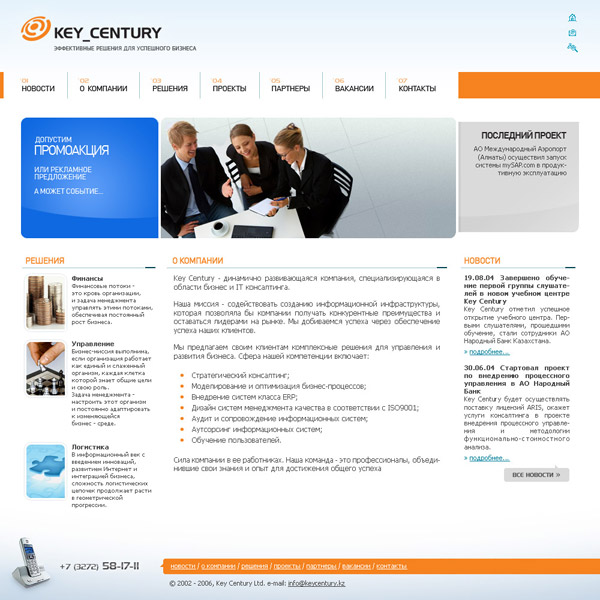 KEY_CENTURY
ЭФФЕКТИВНЫЕ РЕШЕНИЯ ДЛЯ УСПЕШНОГО БИЗНЕСА
01 02 03 04 05 06 07
НОВОСТИ О КОМПАНИИ РЕШЕНИЯ ПРОЕКТЫ ПАРТНЕРЫ ВАКАНСИИ КОНТАКТЫ
ДОПУСТИМ
ПРОМОАКЦИЯ
ИЛИ РЕКЛАМНОЕ
ПРЕДЛОЖЕНИЕ
А МОЖЕТ СОБЫТИЕ...
ПОСЛЕДНИЙ ПРОЕКТ
АО Международный Аэропорт
(Алматы) осуществил запуск
системы mySAP.com в продук-
тивную эксплуатацию
РЕШЕНИЯ
Финансы
Финансовые потоки -
это кровь организации,
и задача менеджмента
управлять этими потоками,
обеспечивая постоянный
рост бизнеса.
Управление
Бизнес-миссия выполнима,
если организация работает
как единый и слаженный
организм, каждая клетка
которой знает общие цели
и свою роль.
Задача менеджмента -
настроить этот организм
и постоянно адаптировать
к изменяющейся
бизнес - среде.
Логистика
В информационный век с
введением инноваций,
развитием Интернет и
интеграцией бизнеса,
сложность логистических
цепочек продолжает расти
в геометрической
прогрессии.
О КОМПАНИИ
Key Century - динамично развивающаяся компания, специализирующаяся в
области бизнес и IT консалтинга.
Наша миссия - содействовать созданию информационной инфраструктуры,
которая позволяла бы компании получать конкурентные преимущества и
оставаться лидерами на рынке. Мы добиваемся успеха через обеспечение
успеха наших клиентов.
Мы предлагаем своим клиентам комплексные решения для управления и
развития бизнеса. Сфера нашей компетенции включает:
• Стратегический консалтинг;
• Моделирование и оптимизация бизнес-процессов;
• Внедрение систем класса ERP;
• Дизайн систем менеджмента качества в соответствии с ISO9001;
• Аудит и сопровождение информационных систем;
• Аутсорсинг информационных систем;
• Обучение пользователей.
Сила компании в ее работниках. Наша команда - это профессионалы, объеди-
нившие свои знания и опыт для достижения общего успеха
НОВОСТИ
19.08.04 Завершено обуче-
ние первой группы слушате-
лей в новом учебном центре
Key Century
Key Century отметил успешное
открытие учебного центра. Пер-
выми слушателями, прошедшими
обучение, стали сотрудники АО
Народный Банк Казахстана.
» подробнее...
30.06.04 Стартовал проект
по внедрению процессного
управления в АО Народный
Банк
Key Century будет осуществлять
поставку лицензий ARIS, окажет
услуги консалтинга в проекте
внедрения процессного управле-
ния и методологии
функционально-стоимостного
анализа.
» подробнее...
ВСЕ НОВОСТИ »
+7 (3272) 58-17-11
новости / о компании / решения / проекты / партнеры / вакансии / контакты
© 2002 - 2006, Key Century Ltd. e-mail: info@keycentury.kz